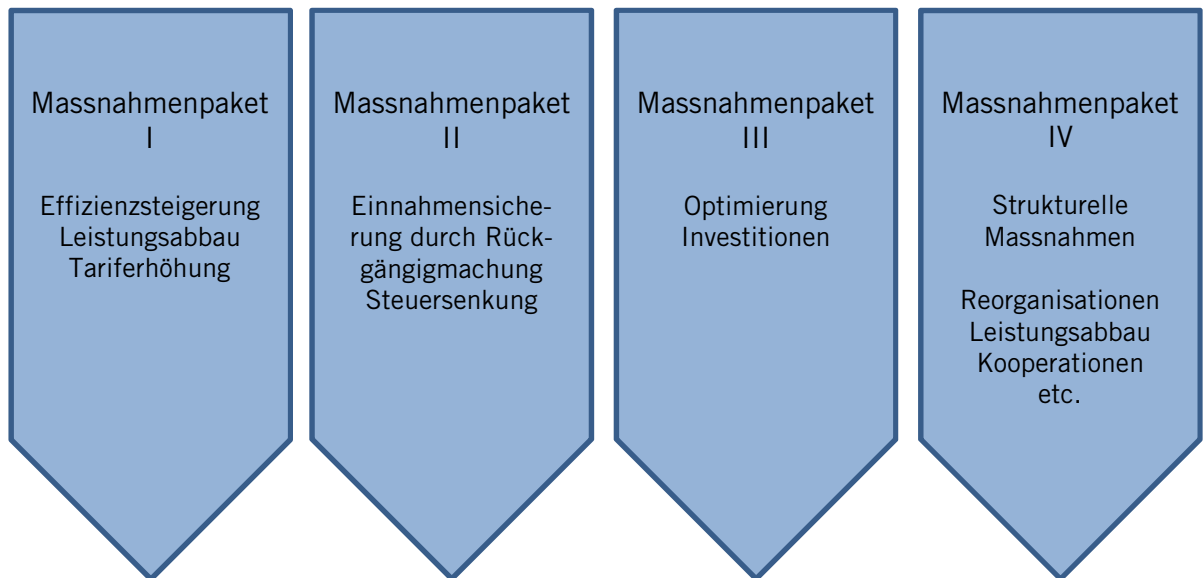 Massnahmenpaket
I
Effizienzsteigerung
Leistungsabbau
Tariferhöhung
Massnahmenpaket
II
Einnahmensiche-
rung durch Rück-
gängigmachung
Steuersenkung
Massnahmenpaket
III
Optimierung
Investitionen
Massnahmenpaket
IV
Strukturelle
Massnahmen
Reorganisationen
Leistungsabbau
Kooperationen
etc.